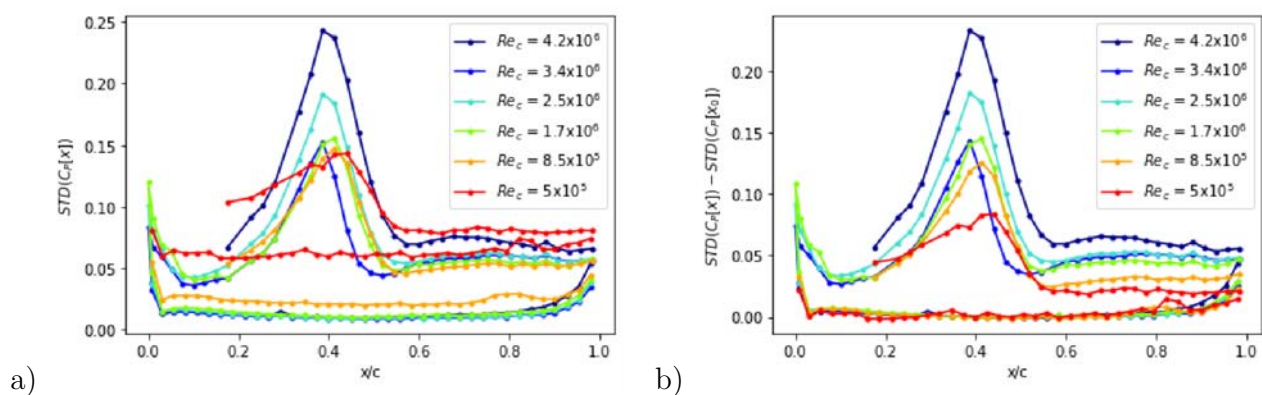 0.25
0.20
0.15
0.10
0.05
0.00
STD(C_P[x])
0.0 0.2 0.4 0.6 0.8 1.0
x/c
Re_c = 4.2x10^6
Re_c = 3.4x10^6
Re_c = 2.5x10^6
Re_c = 1.7x10^6
Re_c = 8.5x10^5
Re_c = 5x10^5
a)
0.20
0.15
0.10
0.05
0.00
STD(C_P[x]) − STD(C_P[x_0])
0.0 0.2 0.4 0.6 0.8 1.0
x/c
Re_c = 4.2x10^6
Re_c = 3.4x10^6
Re_c = 2.5x10^6
Re_c = 1.7x10^6
Re_c = 8.5x10^5
Re_c = 5x10^5
b)